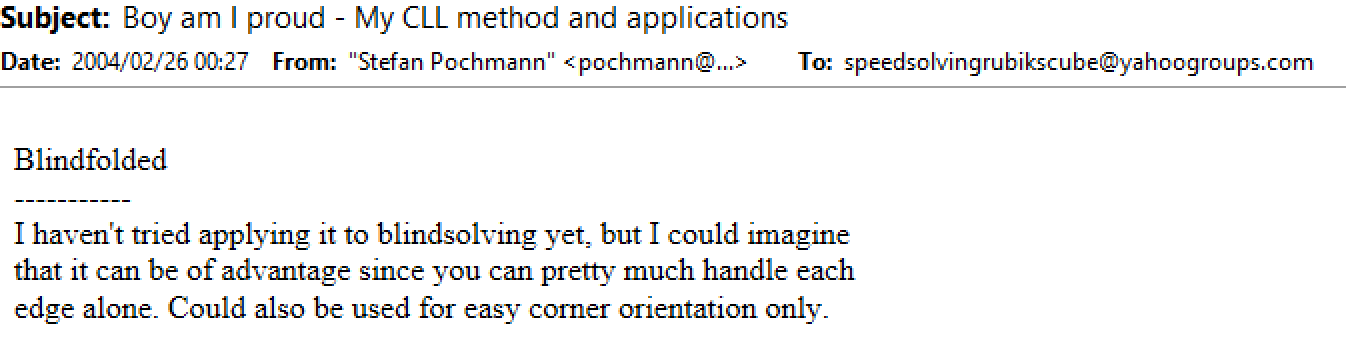 Subject: Boy am I proud - My CLL method and applications
Date: 2004/02/26 00:27 From: "Stefan Pochmann" <pochmann@...> To: speedsolvingrubikscube@yahoogroups.com
Blindfolded
-----------
I haven't tried applying it to blindsolving yet, but I could imagine
that it can be of advantage since you can pretty much handle each
edge alone. Could also be used for easy corner orientation only.